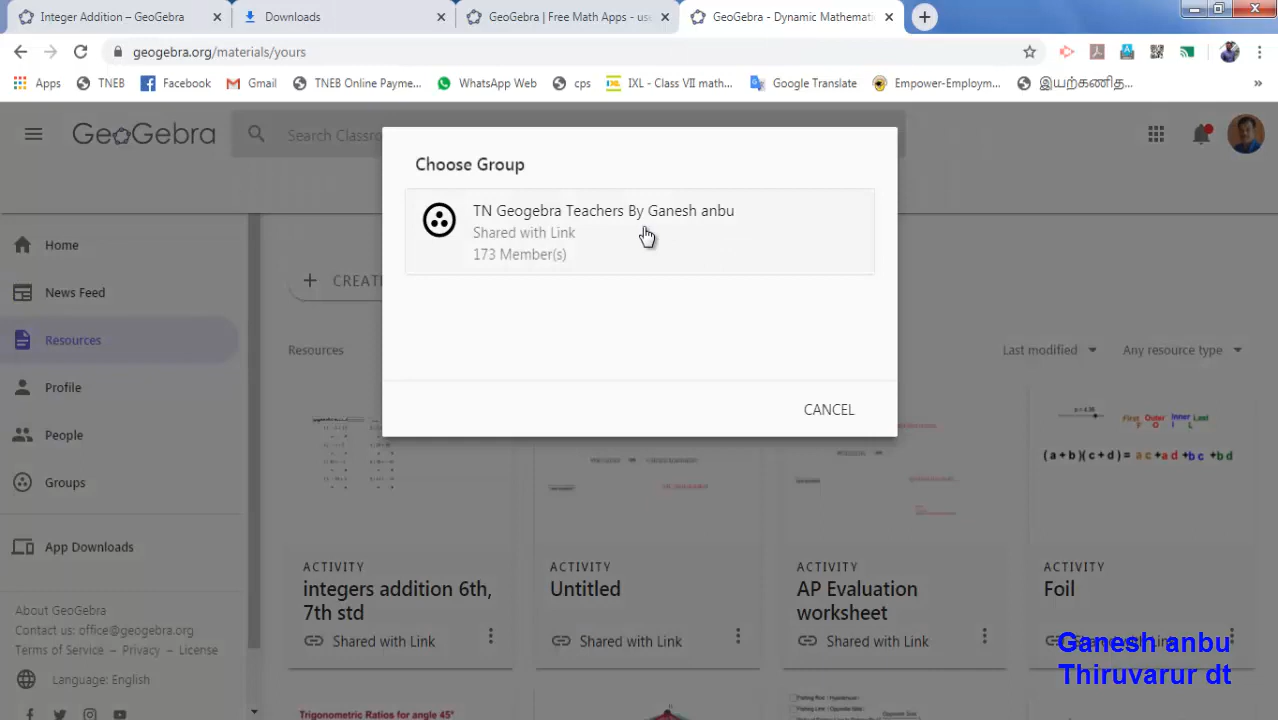 Integer Addition – GeoGebra
Downloads
GeoGebra | Free Math Apps - use
GeoGebra - Dynamic Mathemati
geogebra.org/materials/yours
Apps
TNEB
Facebook
Gmail
TNEB Online Payme...
WhatsApp Web
cps
IXL - Class VII math...
Google Translate
Empower-Employm...
இயற்கணித...
»
GeoGebra
Search Classro
Choose Group
TN Geogebra Teachers By Ganesh anbu
Shared with Link
173 Member(s)
CANCEL
Home
News Feed
Resources
Profile
People
Groups
App Downloads
About GeoGebra
Contact us: office@geogebra.org
Terms of Service – Privacy – License
Language: English
+ CREATE
Resources
Last modified
Any resource type
a = 4.36
First Outer Inner Last
F O I L
(a+b)(c+d)= ac +ad +bc +bd
ACTIVITY
integers addition 6th,
7th std
Shared with Link
ACTIVITY
Untitled
Shared with Link
ACTIVITY
AP Evaluation
worksheet
Shared with Link
ACTIVITY
Foil
Ganesh anbu
Thiruvarur dt
Trigonometric Ratios for angle 45°